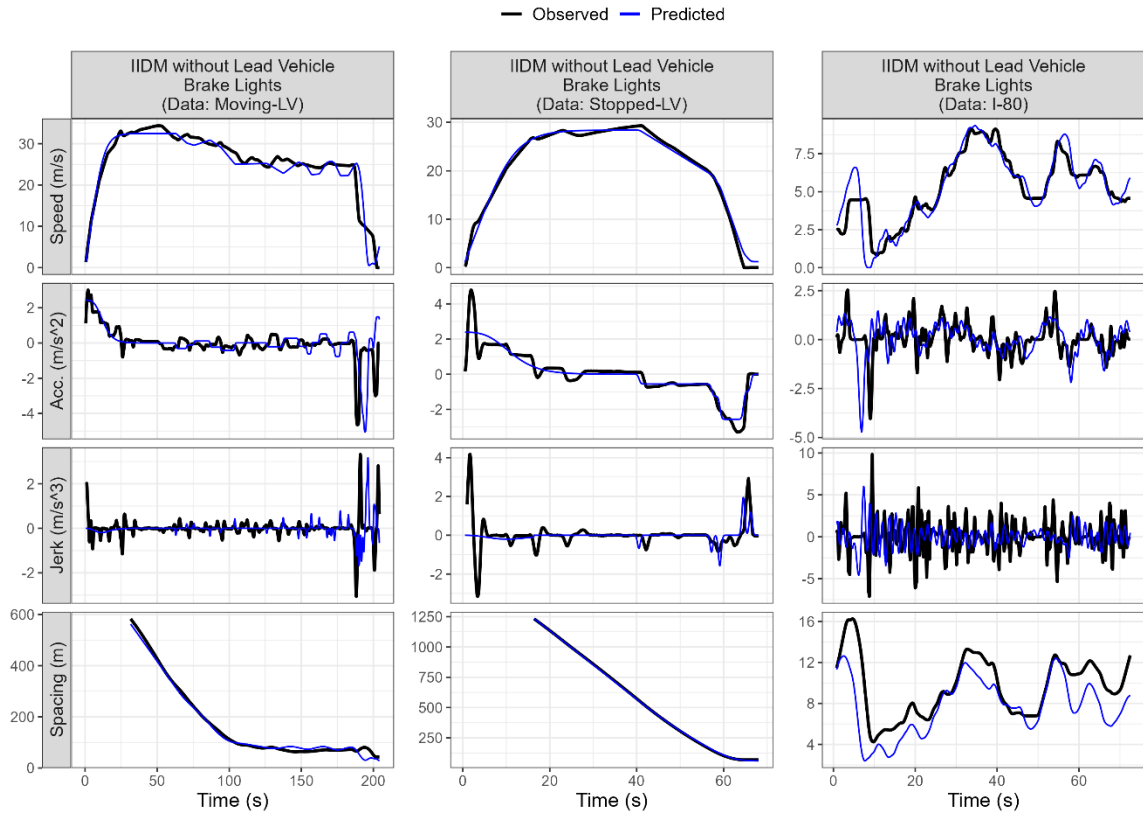 Observed Predicted
IIDM without Lead Vehicle
Brake Lights
(Data: Moving-LV)
IIDM without Lead Vehicle
Brake Lights
(Data: Stopped-LV)
IIDM without Lead Vehicle
Brake Lights
(Data: I-80)
Speed (m/s)
30
20
10
0
30
20
10
0
7.5
5.0
2.5
0.0
Acc. (m/s^2)
2
0
-2
-4
4
2
0
-2
2.5
0.0
-2.5
-5.0
Jerk (m/s^3)
2
0
-2
4
2
0
-2
10
5
0
-5
Spacing (m)
600
400
200
0
1250
1000
750
500
250
16
12
8
4
0 50 100 150 200
0 20 40 60
0 20 40 60
Time (s)
Time (s)
Time (s)